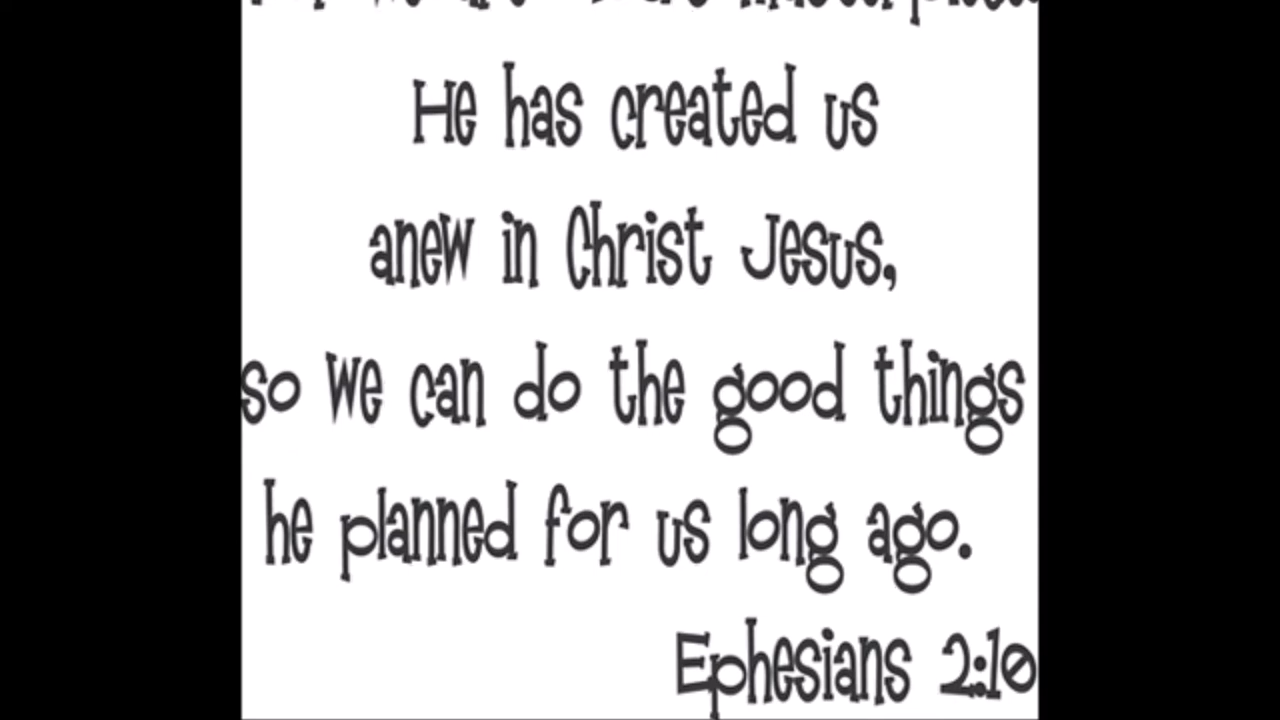 He has created us
anew in Christ Jesus,
so we can do the good things
he planned for us long ago.
Ephesians 2:10